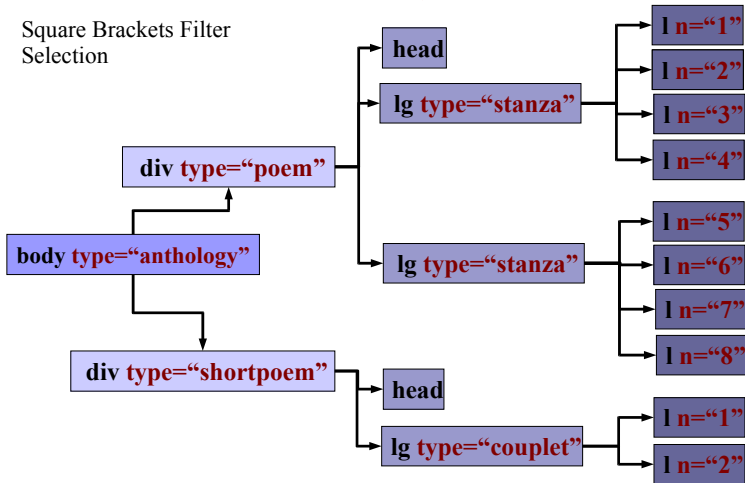 Square Brackets Filter
Selection
body type=“anthology”
div type=“poem”
head
lg type=“stanza”
l n=“1”
l n=“2”
l n=“3”
l n=“4”
lg type=“stanza”
l n=“5”
l n=“6”
l n=“7”
l n=“8”
div type=“shortpoem”
head
lg type=“couplet”
l n=“1”
l n=“2”